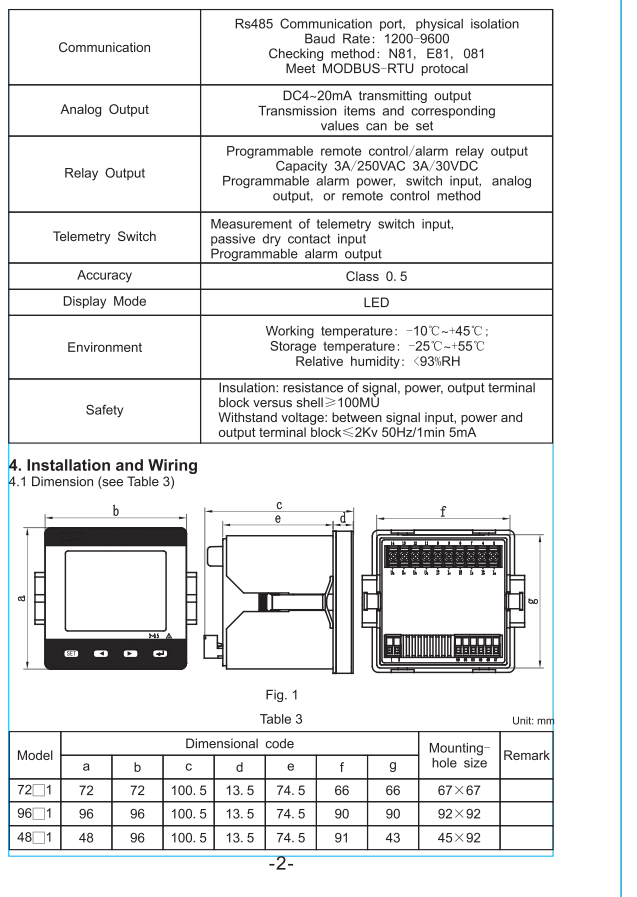 Communication
Rs485 Communication port, physical isolation
Baud Rate: 1200-9600
Checking method: N81, E81, 081
Meet MODBUS-RTU protocal
Analog Output
DC4~20mA transmitting output
Transmission items and corresponding
values can be set
Relay Output
Programmable remote control/alarm relay output
Capacity 3A/250VAC 3A/30VDC
Programmable alarm power, switch input, analog
output, or remote control method
Telemetry Switch
Measurement of telemetry switch input,
passive dry contact input
Programmable alarm output
Accuracy
Class 0.5
Display Mode
LED
Environment
Working temperature: -10℃~+45℃;
Storage temperature: -25℃~+55℃
Relative humidity: <93%RH
Safety
Insulation: resistance of signal, power, output terminal
block versus shell≥100MÜ
Withstand voltage: between signal input, power and
output terminal block≤2Kv 50Hz/1min 5mA
4. Installation and Wiring
4.1 Dimension (see Table 3)
b
c
e
d
f
a
g
SET
Fig. 1
Table 3
Unit: mm
Model
Dimensional code
Mounting-
hole size
Remark
a b c d e f g
72□1 72 72 100.5 13.5 74.5 66 66 67×67
96□1 96 96 100.5 13.5 74.5 90 90 92×92
48□1 48 96 100.5 13.5 74.5 91 43 45×92
-2-